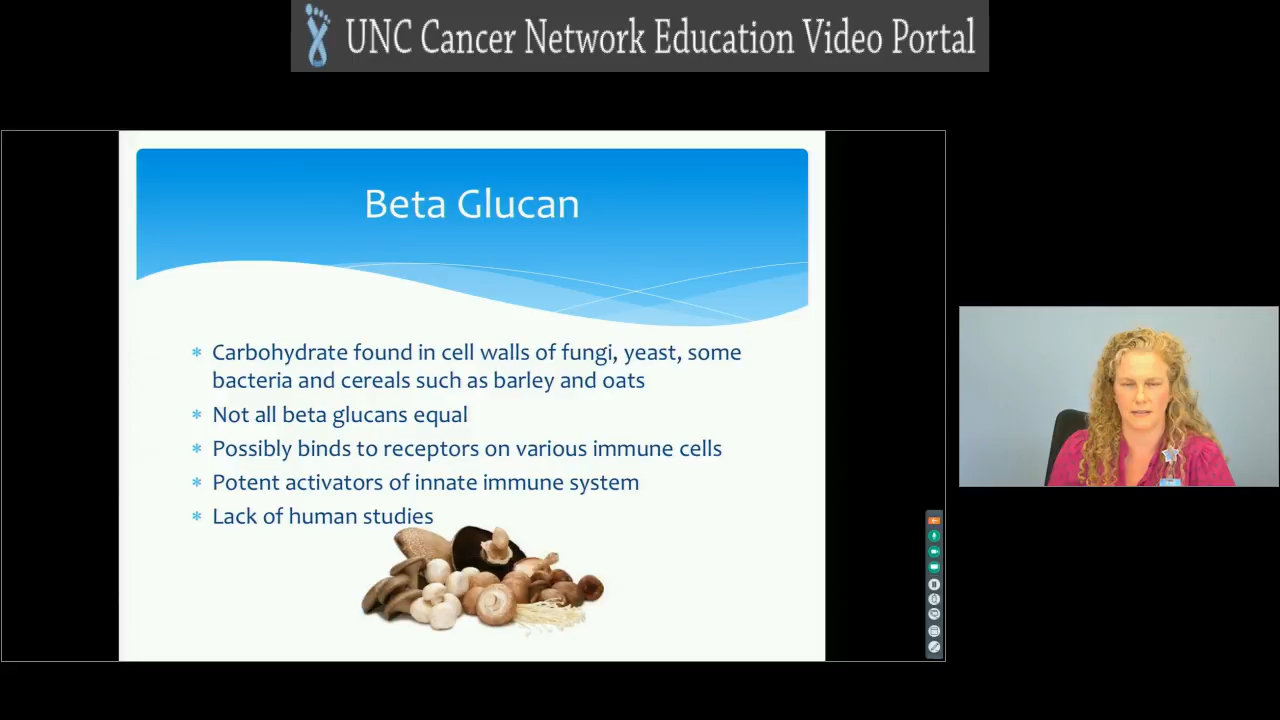 UNC Cancer Network Education Video Portal
Beta Glucan
* Carbohydrate found in cell walls of fungi, yeast, some
bacteria and cereals such as barley and oats
* Not all beta glucans equal
* Possibly binds to receptors on various immune cells
* Potent activators of innate immune system
* Lack of human studies